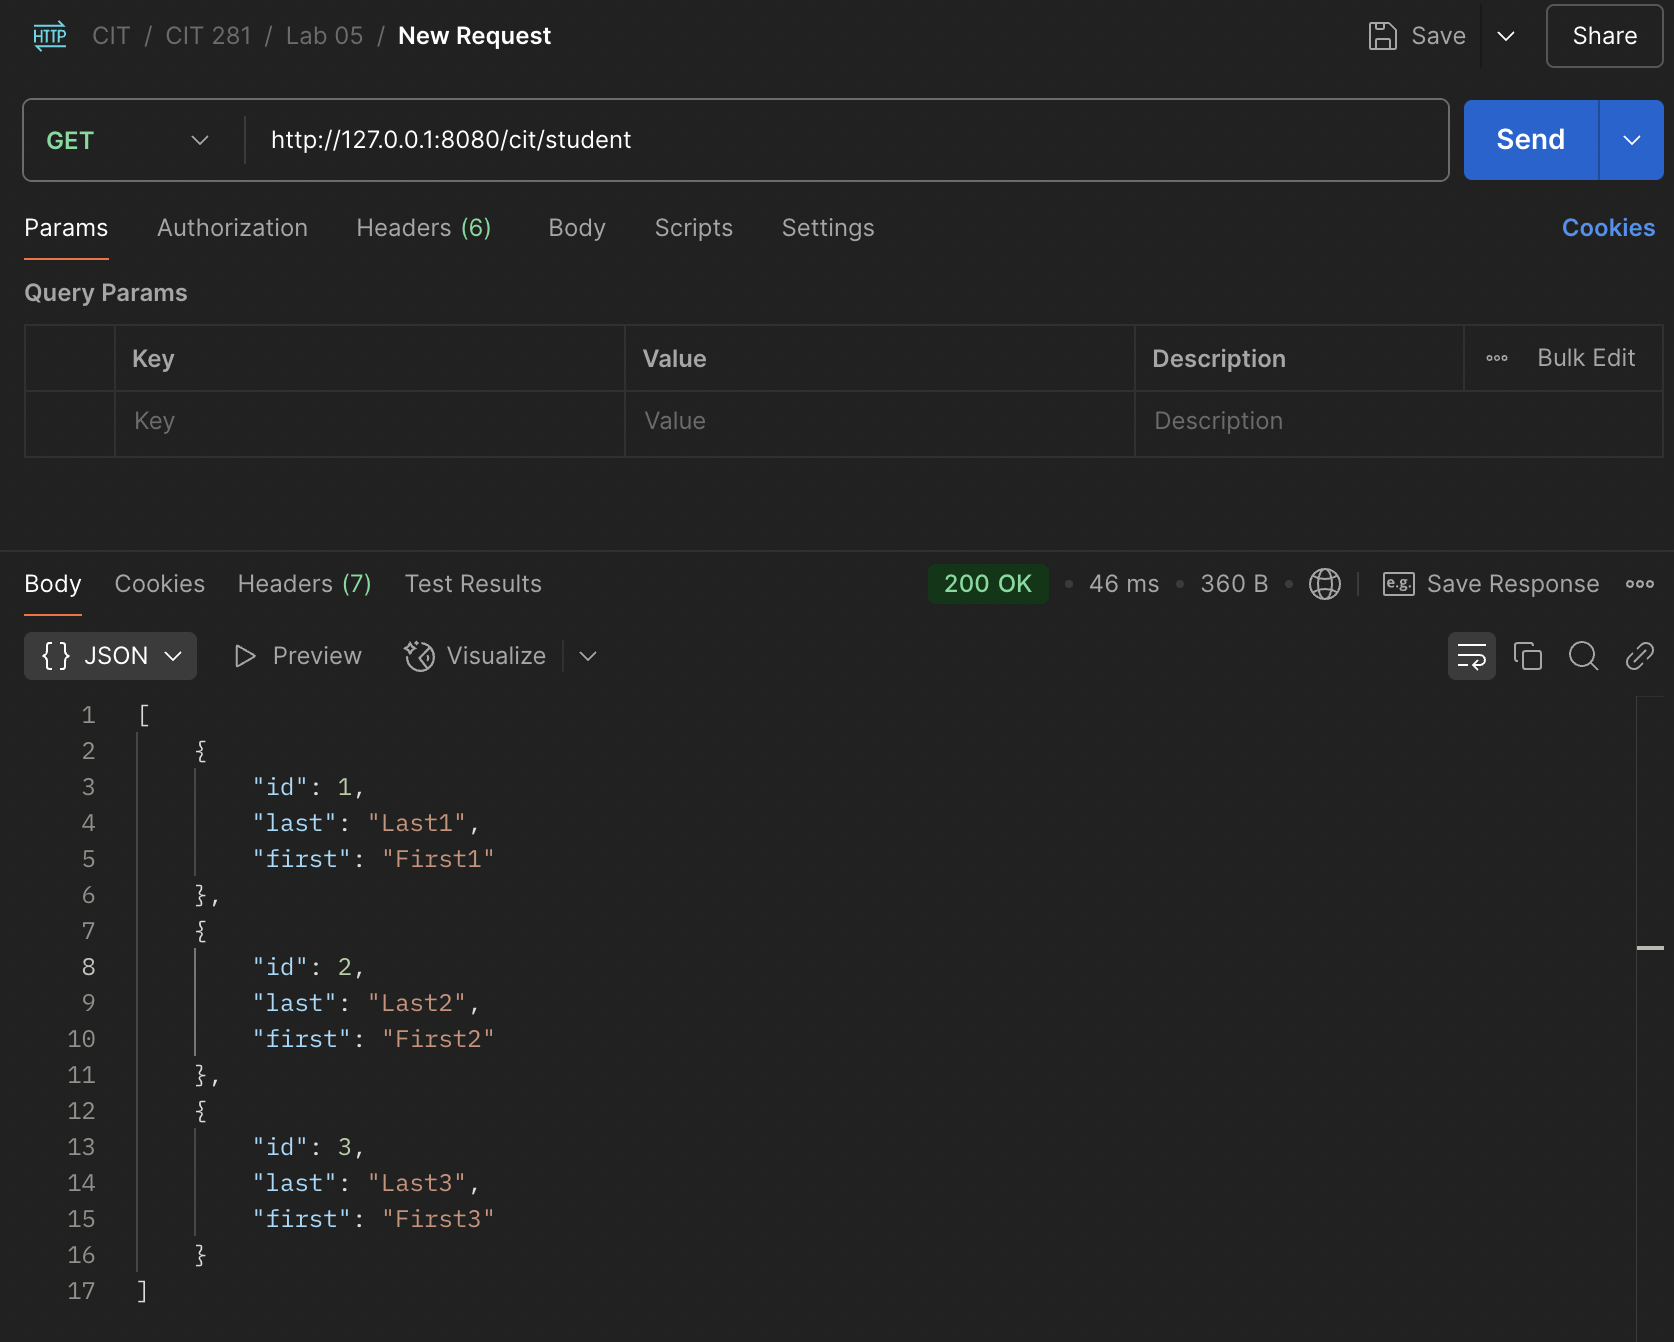 HTTP CIT / CIT 281 / Lab 05 / New Request Save Share
GET http://127.0.0.1:8080/cit/student Send
Params Authorization Headers (6) Body Scripts Settings Cookies
Query Params
Key Value Description Bulk Edit
Key Value Description
Body Cookies Headers (7) Test Results 200 OK • 46 ms • 360 B • e.g. Save Response
{} JSON Preview Visualize
1 [
2 {
3 "id": 1,
4 "last": "Last1",
5 "first": "First1"
6 },
7 {
8 "id": 2,
9 "last": "Last2",
10 "first": "First2"
11 },
12 {
13 "id": 3,
14 "last": "Last3",
15 "first": "First3"
16 }
17 ]